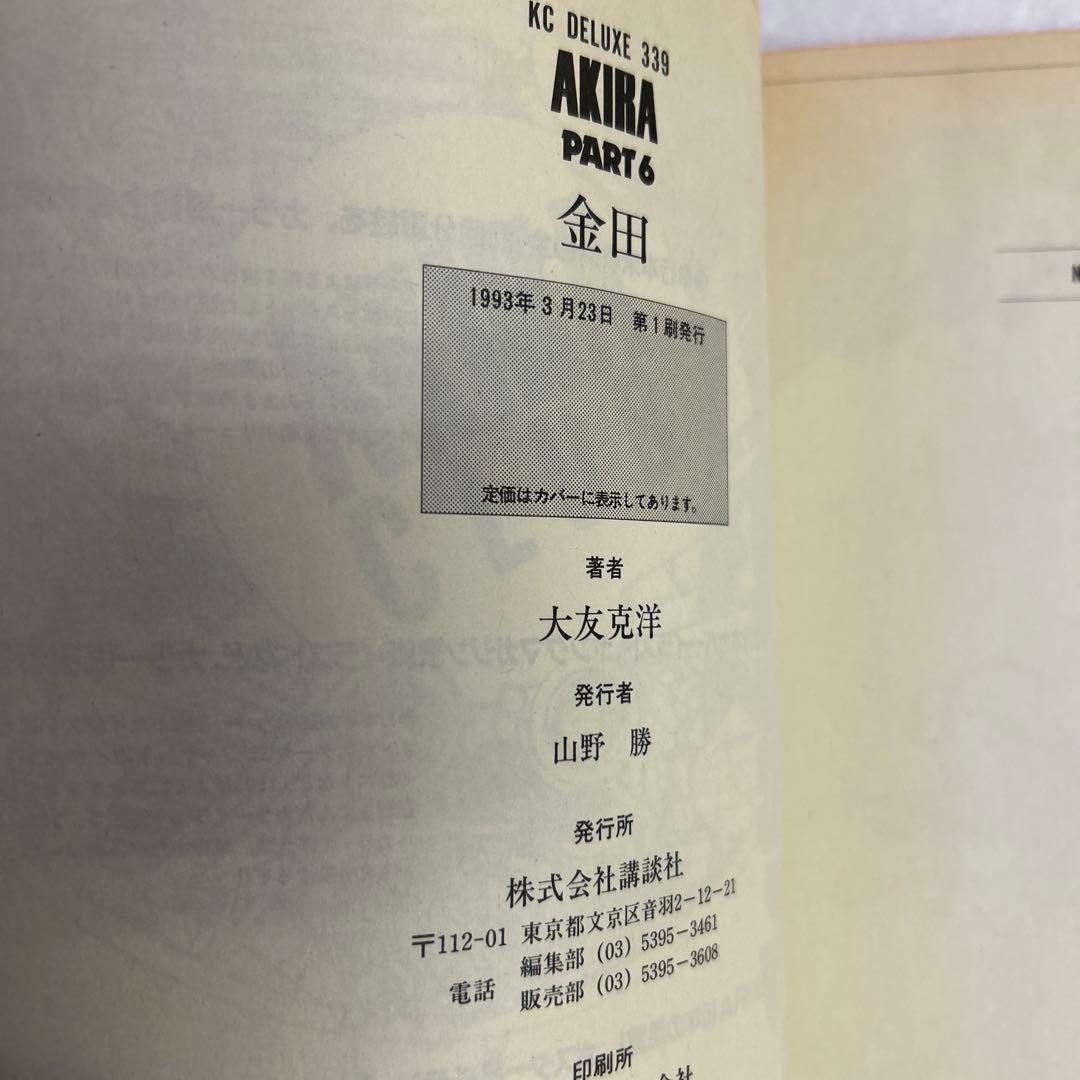 KC DELUXE 339
AKIRA
PART6
金田
1993年3月23日 第1刷発行
定価はカバーに表示してあります。
著者
大友克洋
発行者
山野 勝
発行所
株式会社講談社
〒112-01 東京都文京区音羽2-12-21
電話 編集部 (03) 5395-3461
販売部 (03) 5395-3608
印刷所
会社